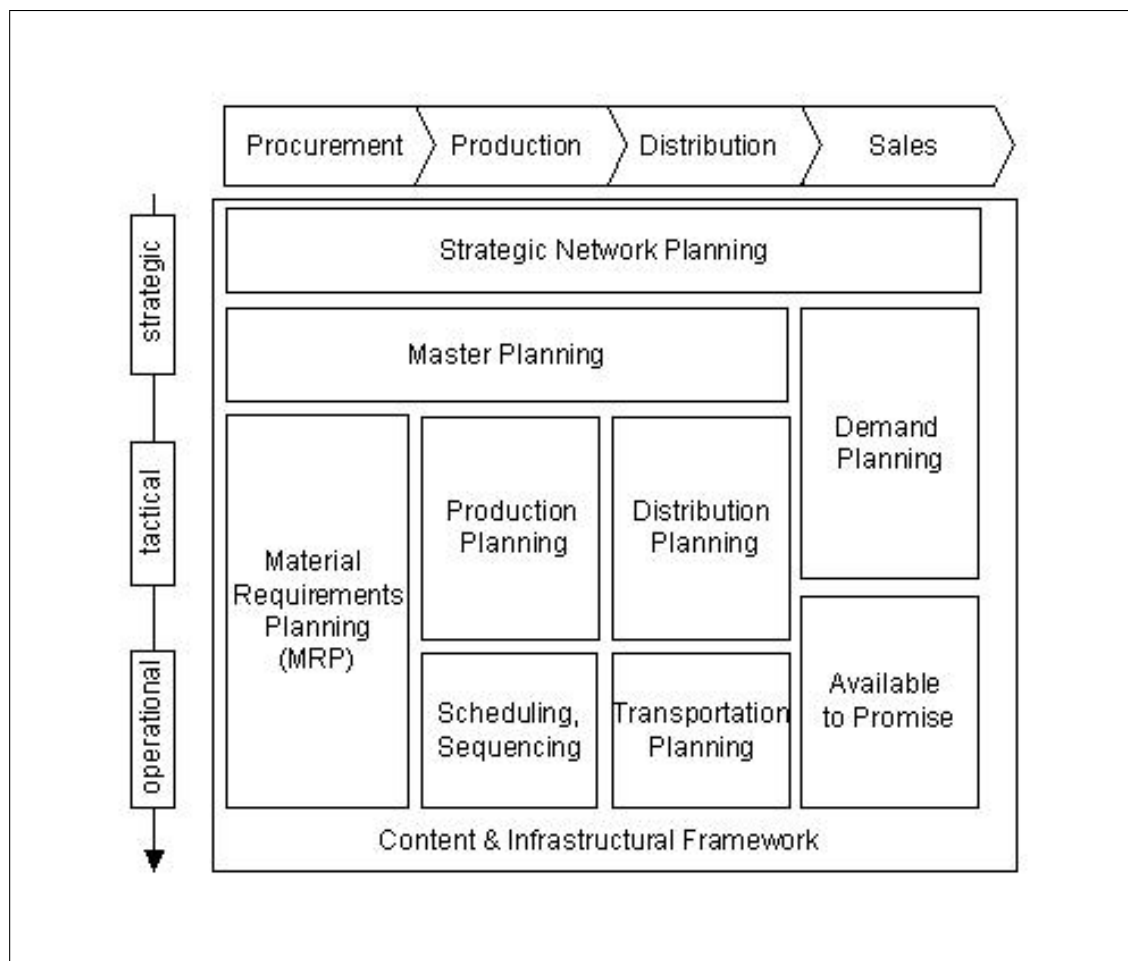 Procurement
Production
Distribution
Sales
strategic
tactical
operational
Strategic Network Planning
Master Planning
Demand
Planning
Material
Requirements
Planning
(MRP)
Production
Planning
Distribution
Planning
Scheduling,
Sequencing
Transportation
Planning
Available
to Promise
Content & Infrastructural Framework